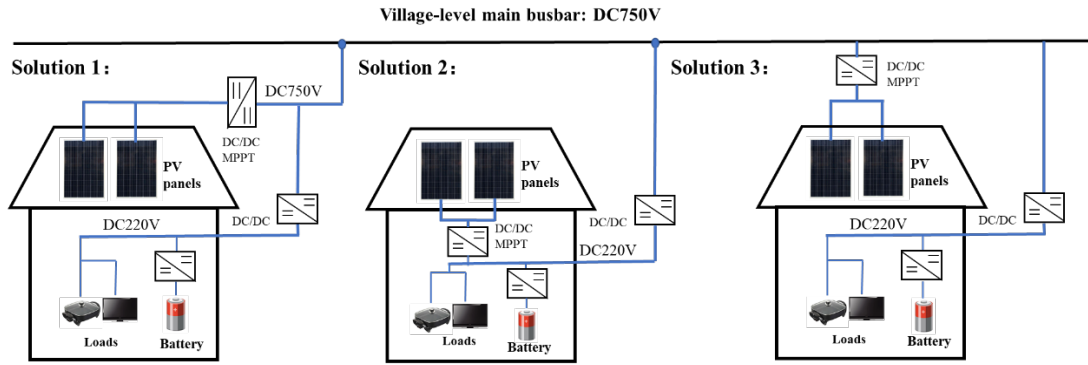 Village-level main busbar: DC750V
Solution 1：
DC750V
DC/DC
MPPT
PV
panels
DC/DC
DC220V
Loads
Battery
Solution 2：
PV
panels
DC/DC
DC/DC
MPPT
DC220V
Loads
Battery
Solution 3：
DC/DC
MPPT
PV
panels
DC/DC
DC220V
Loads
Battery